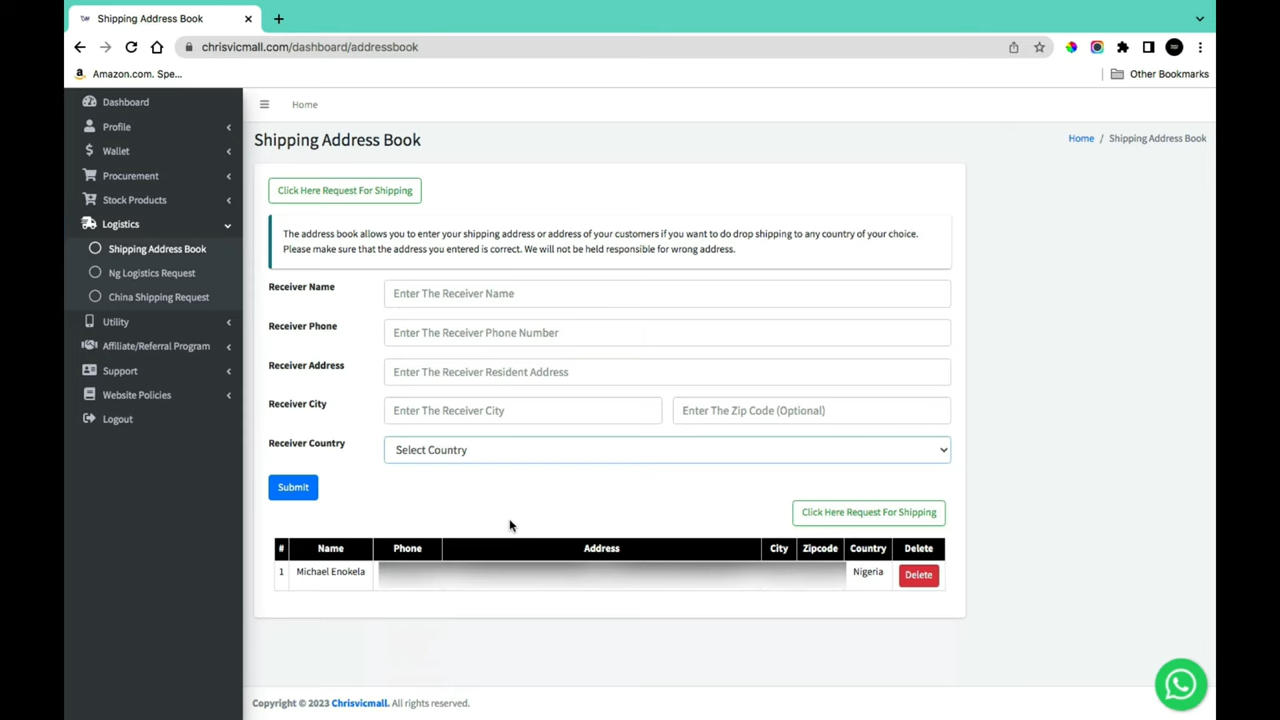 Shipping Address Book
chrisvicmall.com/dashboard/addressbook
Amazon.com. Spe...
Other Bookmarks
Dashboard
Profile
Wallet
Procurement
Stock Products
Logistics
Shipping Address Book
Ng Logistics Request
China Shipping Request
Utility
Affiliate/Referral Program
Support
Website Policies
Logout
Home
Shipping Address Book
Home / Shipping Address Book
Click Here Request For Shipping
The address book allows you to enter your shipping address or address of your customers if you want to do drop shipping to any country of your choice.
Please make sure that the address you entered is correct. We will not be held responsible for wrong address.
Receiver Name
Enter The Receiver Name
Receiver Phone
Enter The Receiver Phone Number
Receiver Address
Enter The Receiver Resident Address
Receiver City
Enter The Receiver City
Enter The Zip Code (Optional)
Receiver Country
Select Country
Submit
Click Here Request For Shipping
# Name Phone Address City Zipcode Country Delete
1 Michael Enokela Nigeria Delete
Copyright © 2023 Chrisvicmall. All rights reserved.